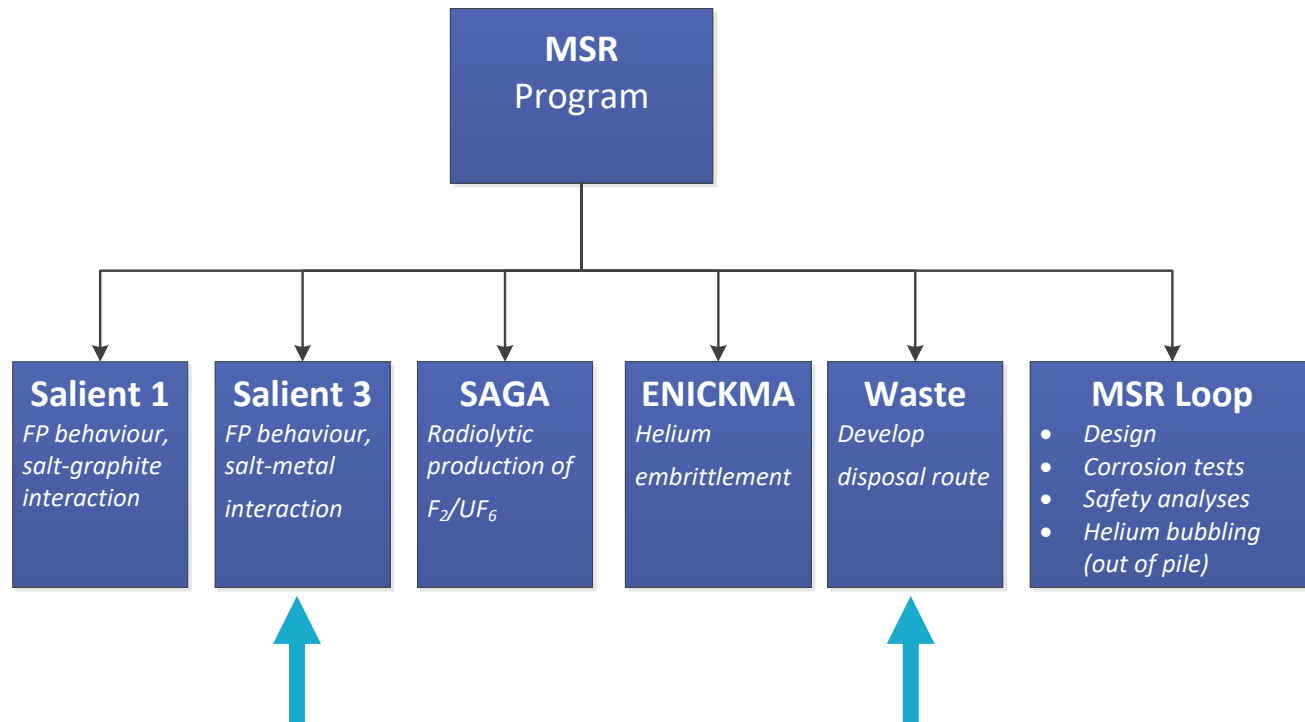 MSR
Program
Salient 1
FP behaviour,
salt-graphite
interaction
Salient 3
FP behaviour,
salt-metal
interaction
SAGA
Radiolytic
production of
F₂/UF₆
ENICKMA
Helium
embrittlement
Waste
Develop
disposal route
MSR Loop
• Design
• Corrosion tests
• Safety analyses
• Helium bubbling
(out of pile)